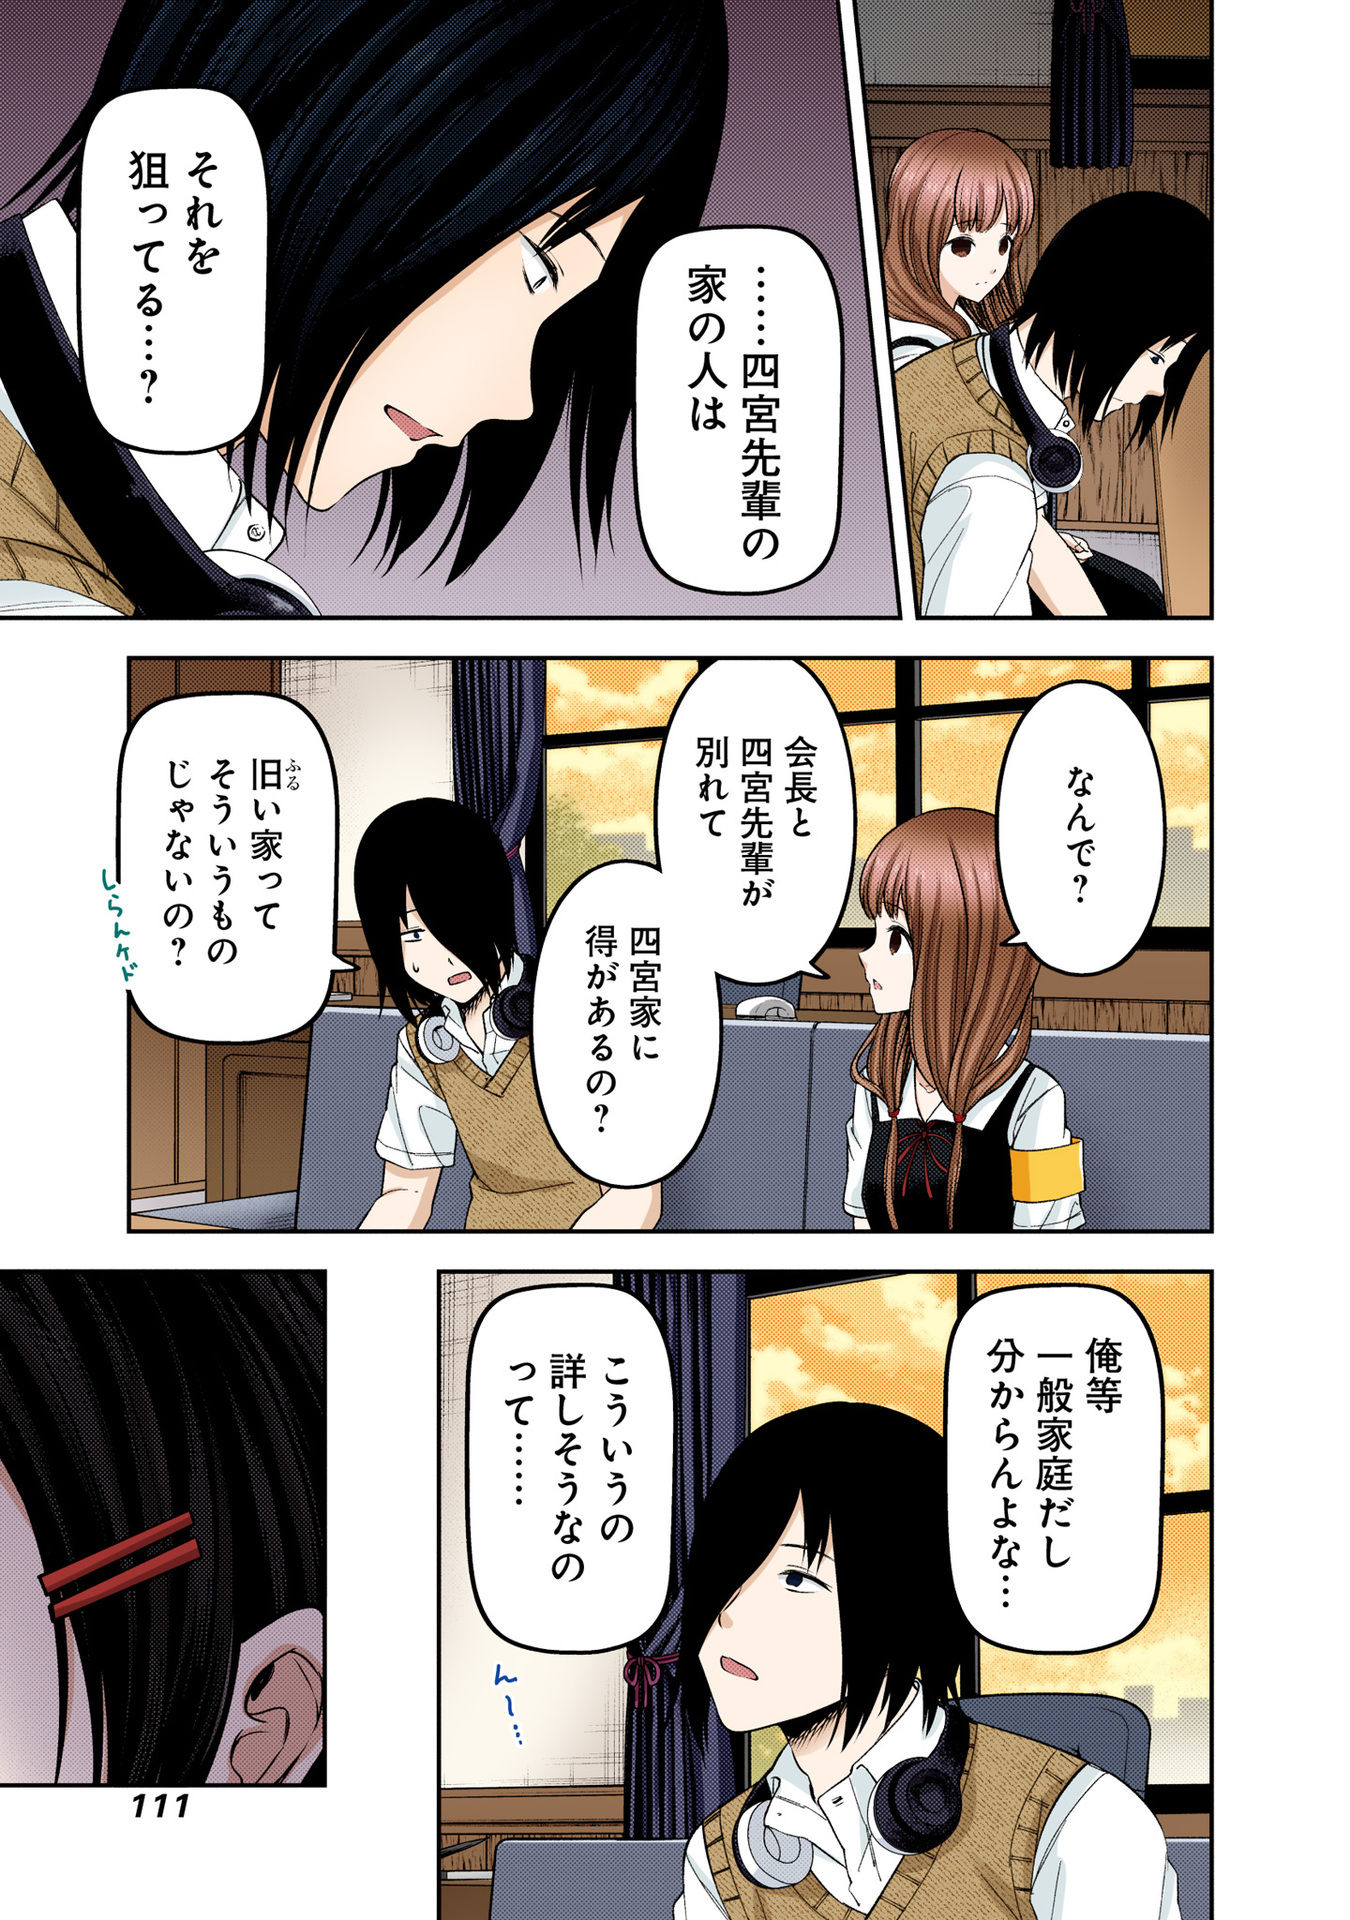 ……四宮先輩の
家の人は
それを
狙ってる…?
なんで?
会長と
四宮先輩が
別れて
四宮家に
得があるの?
旧い家って
ふる
そういうもの
じゃないの?
しらんケド
俺等
一般家庭だし
分からんよな…
こういうの
詳しそうなの
って……
んー…
111